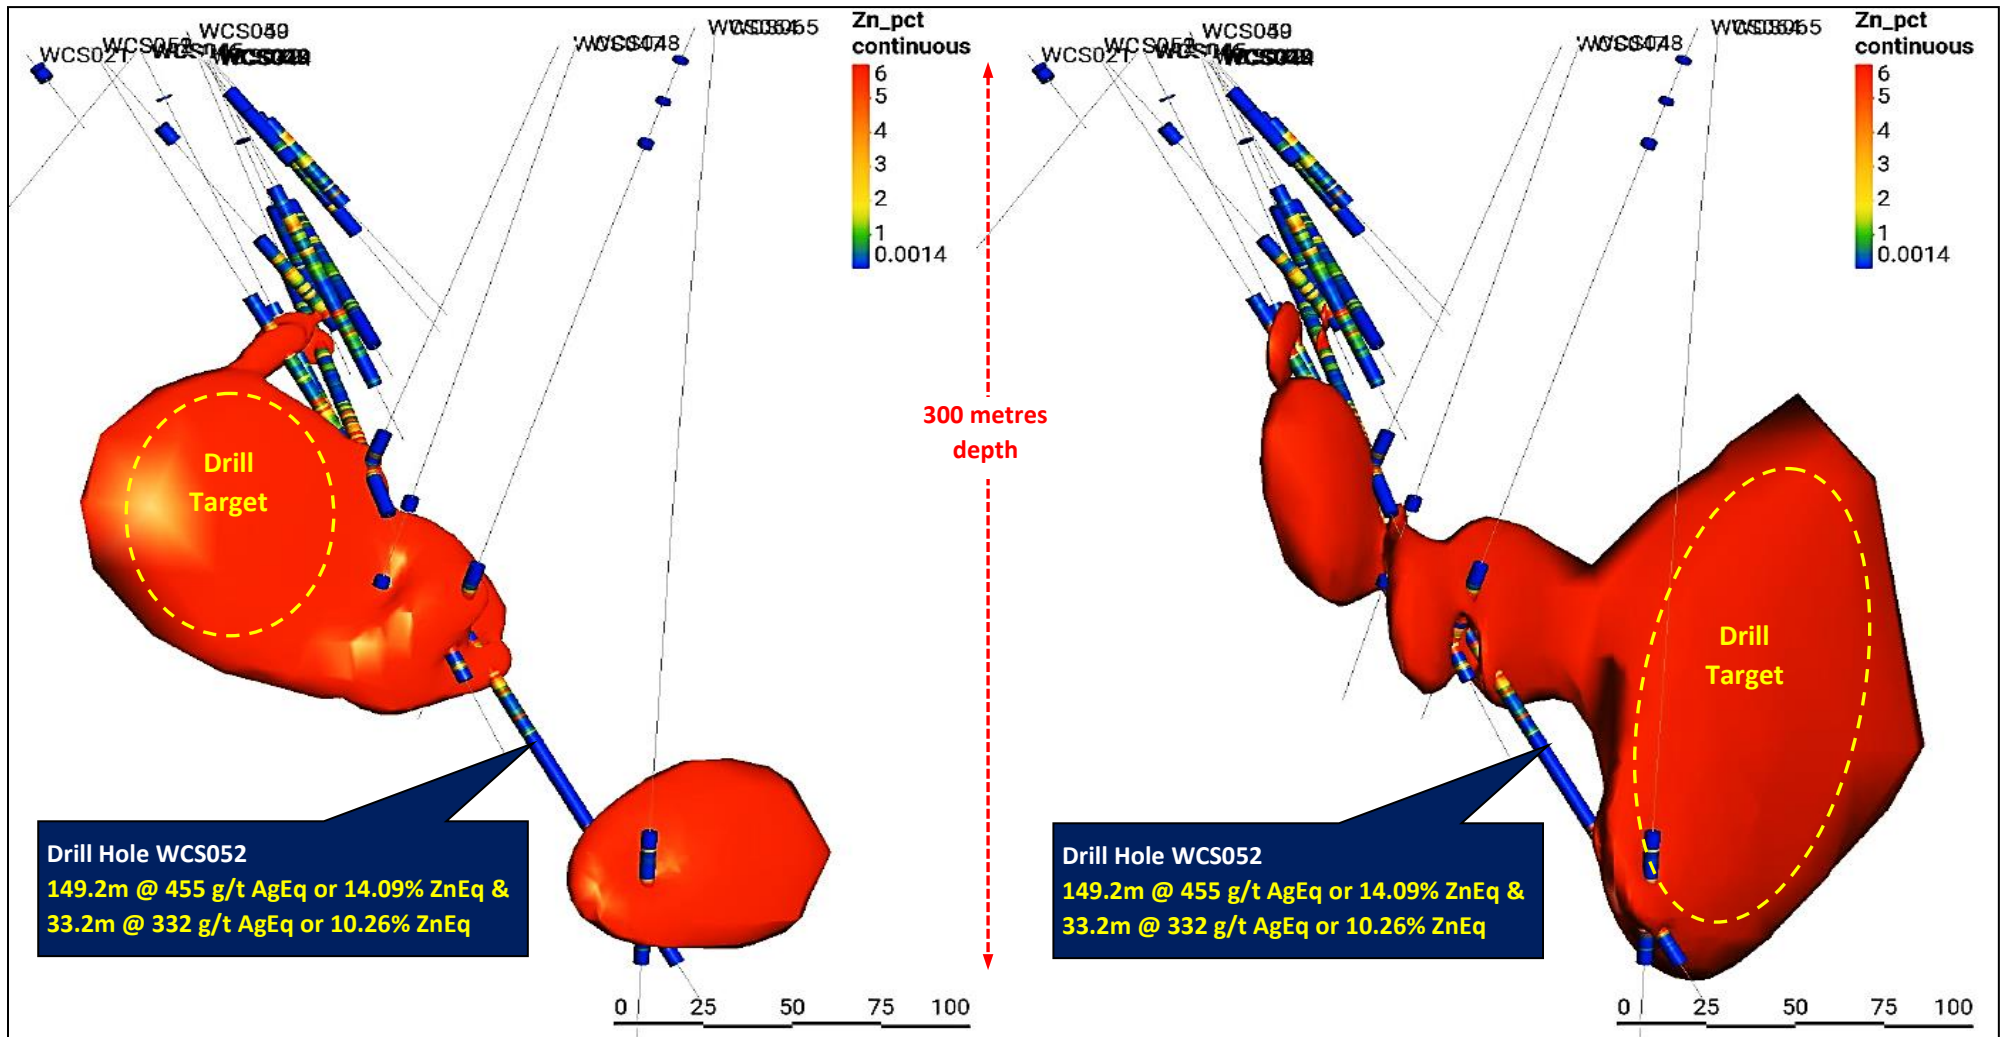 WCS049
WCS02T
WCS048
WCS065
Zn_pct
continuous
6
5
4
3
2
1
0.0014
Drill
Target
Drill Hole WCS052
149.2m @ 455 g/t AgEq or 14.09% ZnEq &
33.2m @ 332 g/t AgEq or 10.26% ZnEq
0
25
50
75
100
300 metres
depth
WCS02T
WCS048
WCS065
Zn_pct
continuous
6
5
4
3
2
1
0.0014
Drill
Target
Drill Hole WCS052
149.2m @ 455 g/t AgEq or 14.09% ZnEq &
33.2m @ 332 g/t AgEq or 10.26% ZnEq
0
25
50
75
100